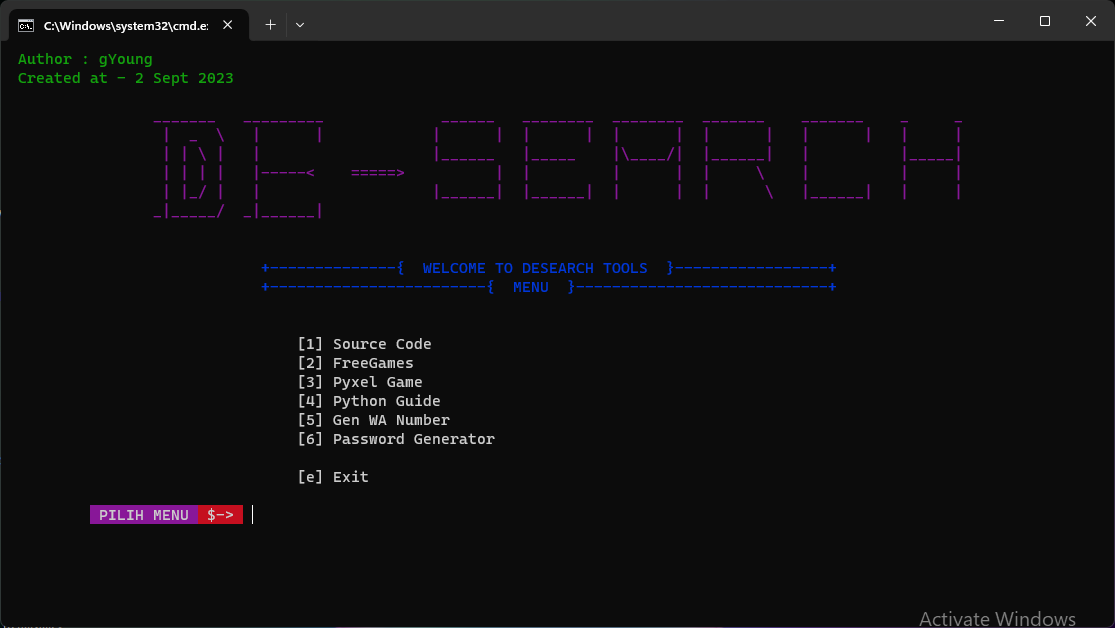 C:\Windows\system32\cmd.e:
Author : gYoung
Created at - 2 Sept 2023
DE =====> SEARCH
+--------------{  WELCOME TO DESEARCH TOOLS  }-----------------+
+------------------------{  MENU  }----------------------------+
[1] Source Code
[2] FreeGames
[3] Pyxel Game
[4] Python Guide
[5] Gen WA Number
[6] Password Generator
[e] Exit
PILIH MENU $->
Activate Windows